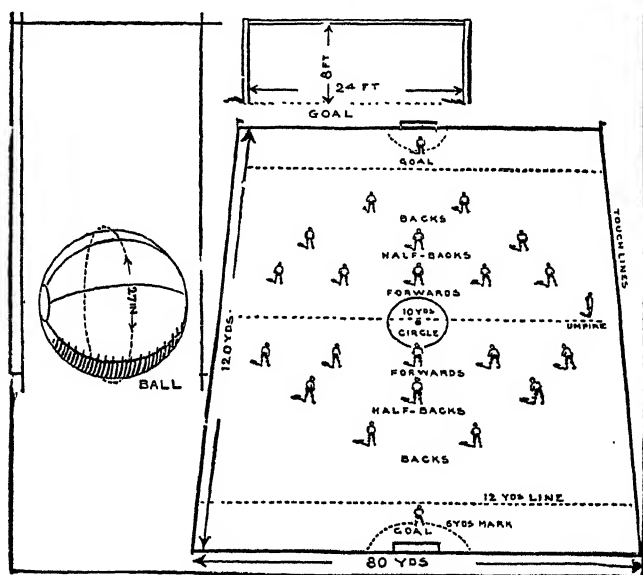 8 FT
24 FT
GOAL
GOAL
BACKS
HALF-BACKS
FORWARDS
10 YDS
CIRCLE
UMPIRE
TOUCH LINES
120 YDS.
27 IN
BALL
FORWARDS
HALF-BACKS
BACKS
12 YDS LINE
6 YDS MARK
GOAL
80 YDS